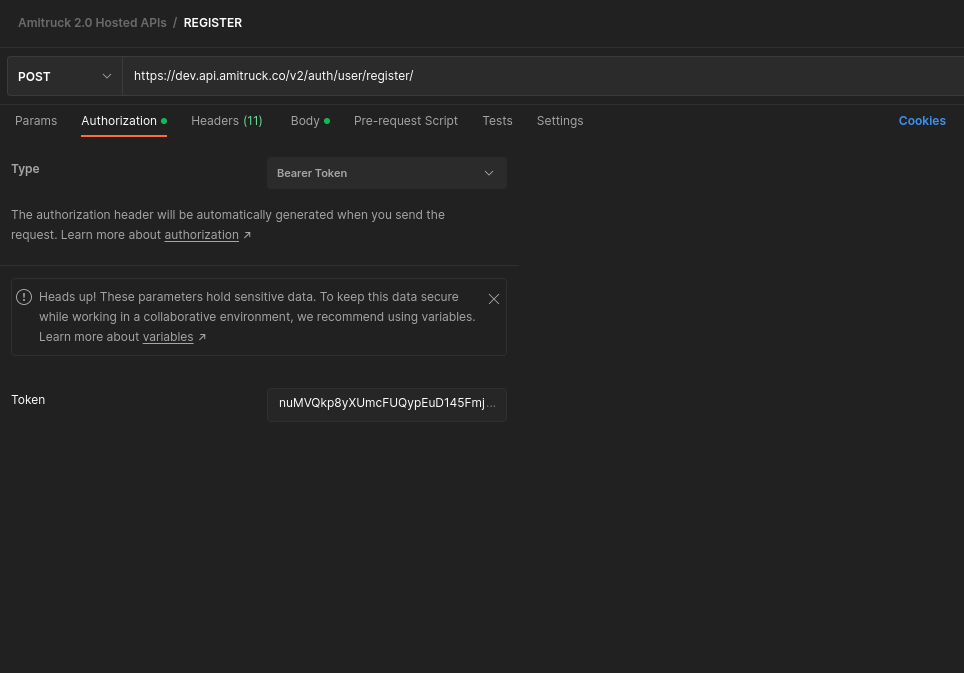 Amitruck 2.0 Hosted APIs / REGISTER
POST https://dev.api.amitruck.co/v2/auth/user/register/
Params Authorization Headers (11) Body Pre-request Script Tests Settings Cookies
Type Bearer Token
The authorization header will be automatically generated when you send the
request. Learn more about authorization ↗
Heads up! These parameters hold sensitive data. To keep this data secure
while working in a collaborative environment, we recommend using variables.
Learn more about variables ↗
Token nuMVQkp8yXUmcFUQypEuD145Fmj...